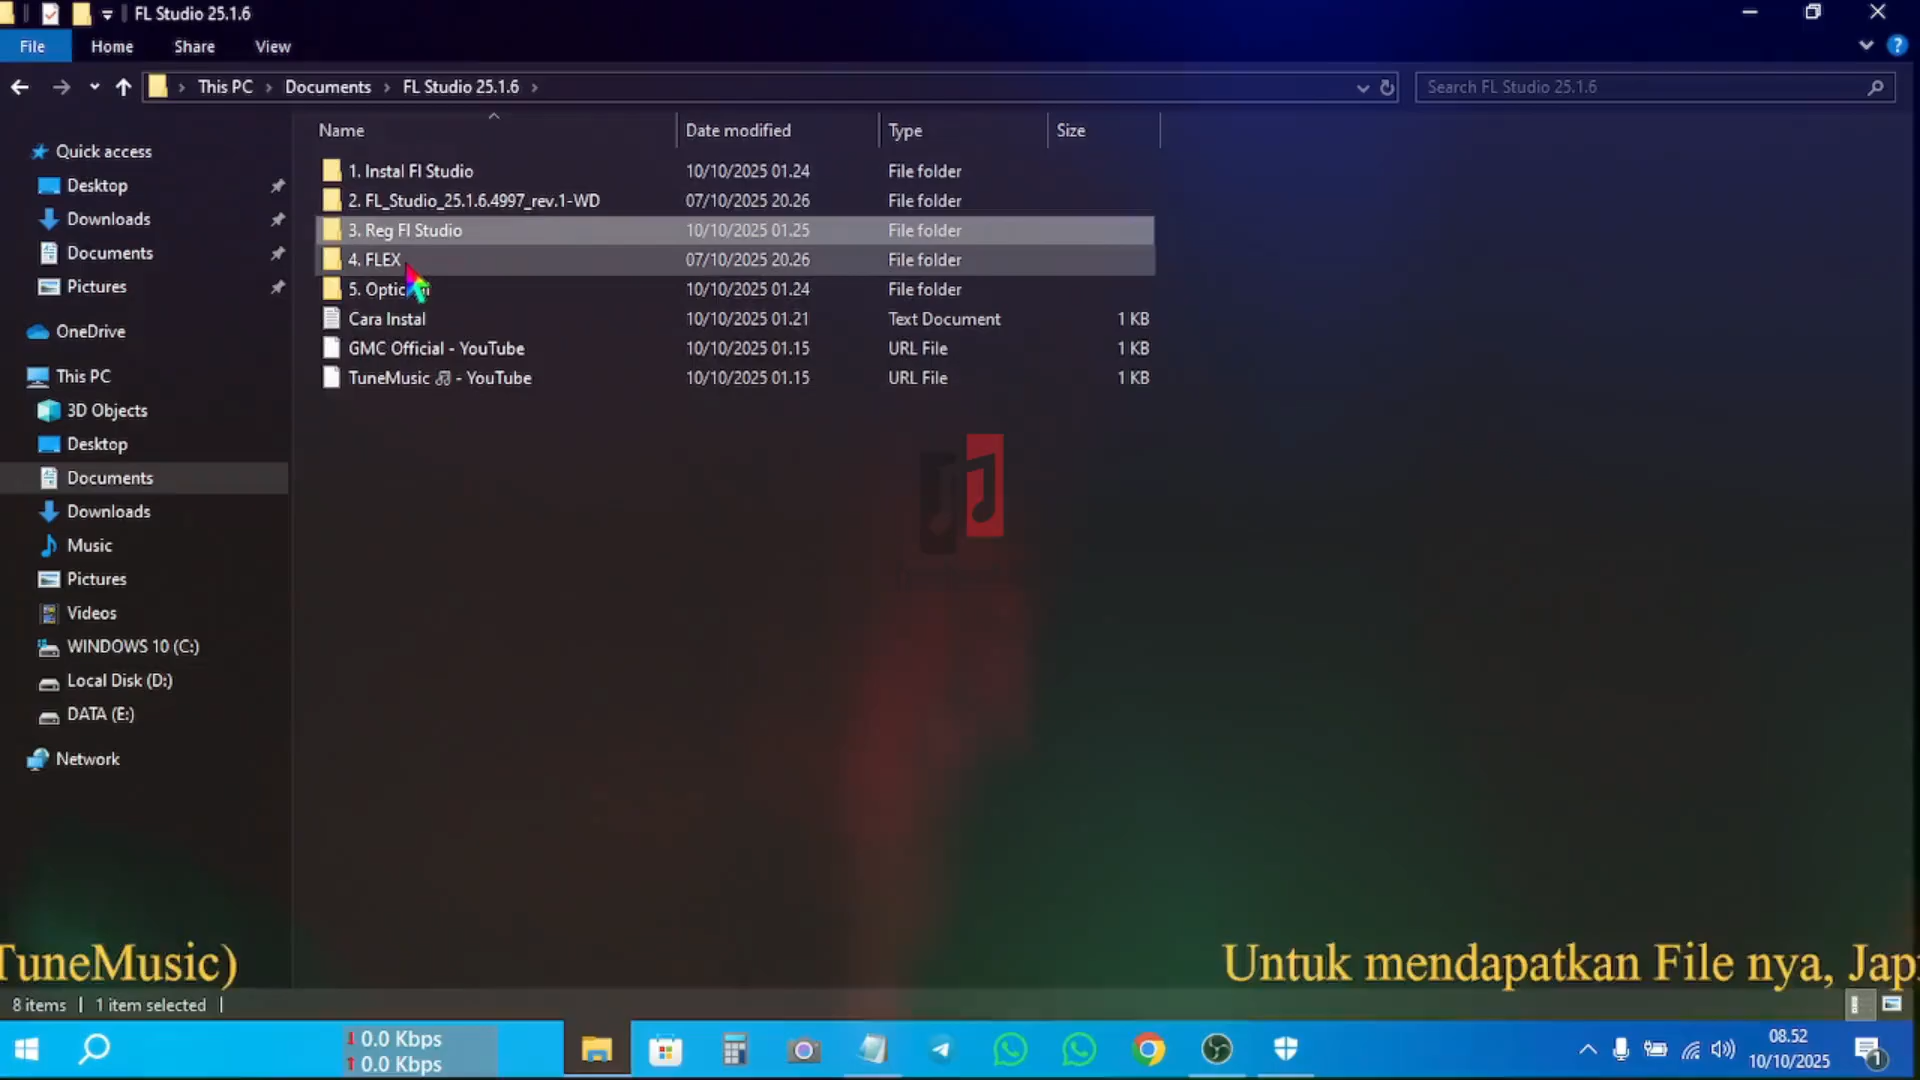 FL Studio 25.1.6
File Home Share View
This PC Documents FL Studio 25.1.6
Search FL Studio 25.1.6
Name Date modified Type Size
Quick access
Desktop
Downloads
Documents
Pictures
OneDrive
This PC
3D Objects
Desktop
Documents
Downloads
Music
Pictures
Videos
WINDOWS 10 (C:)
Local Disk (D:)
DATA (E:)
Network
1. Instal Fl Studio 10/10/2025 01.24 File folder
2. FL_Studio_25.1.6.4997_rev.1-WD 07/10/2025 20.26 File folder
3. Reg Fl Studio 10/10/2025 01.25 File folder
4. FLEX 07/10/2025 20.26 File folder
5. 10/10/2025 01.24 File folder
Cara Instal 10/10/2025 01.21 Text Document 1 KB
GMC Official - YouTube 10/10/2025 01.15 URL File 1 KB
TuneMusic 🎵 - YouTube 10/10/2025 01.15 URL File 1 KB
TuneMusic) Untuk mendapatkan File nya,
8 items 1 item selected
0.0 Kbps
0.0 Kbps
08.52
10/10/2025
1